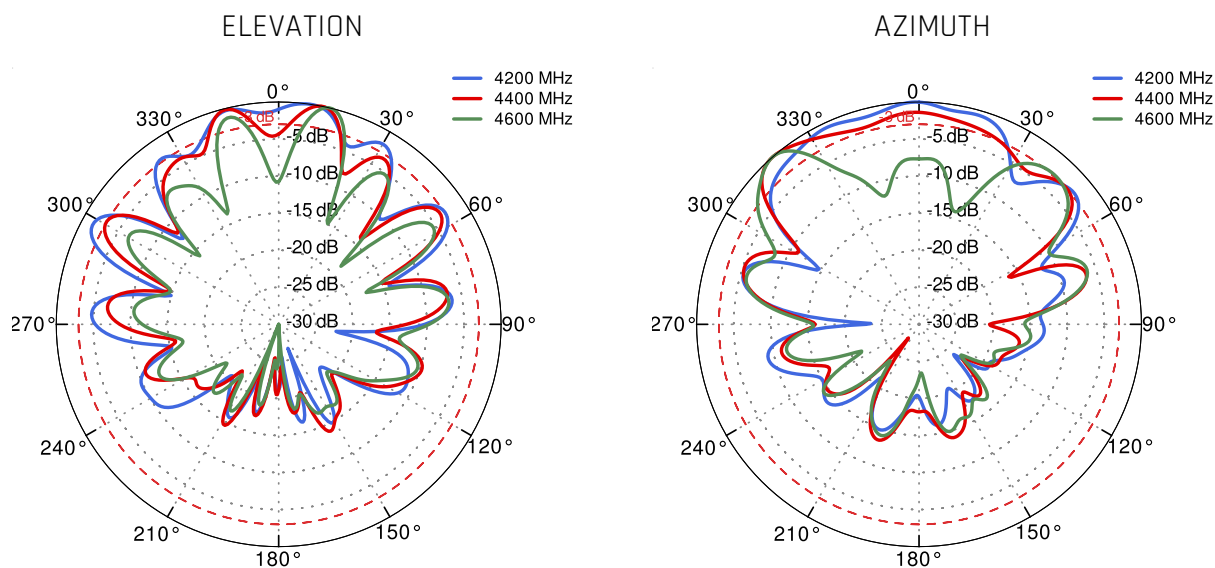 ELEVATION
4200 MHz
4400 MHz
4600 MHz
0°
30°
60°
90°
120°
150°
180°
210°
240°
270°
300°
330°
-3 dB
-5 dB
-10 dB
-15 dB
-20 dB
-25 dB
-30 dB
AZIMUTH
4200 MHz
4400 MHz
4600 MHz
0°
30°
60°
90°
120°
150°
180°
210°
240°
270°
300°
330°
-3 dB
-5 dB
-10 dB
-15 dB
-20 dB
-25 dB
-30 dB